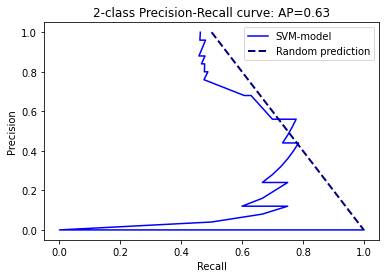 2-class Precision-Recall curve: AP=0.63
SVM-model
Random prediction
Precision
1.0
0.8
0.6
0.4
0.2
0.0
0.0 0.2 0.4 0.6 0.8 1.0
Recall